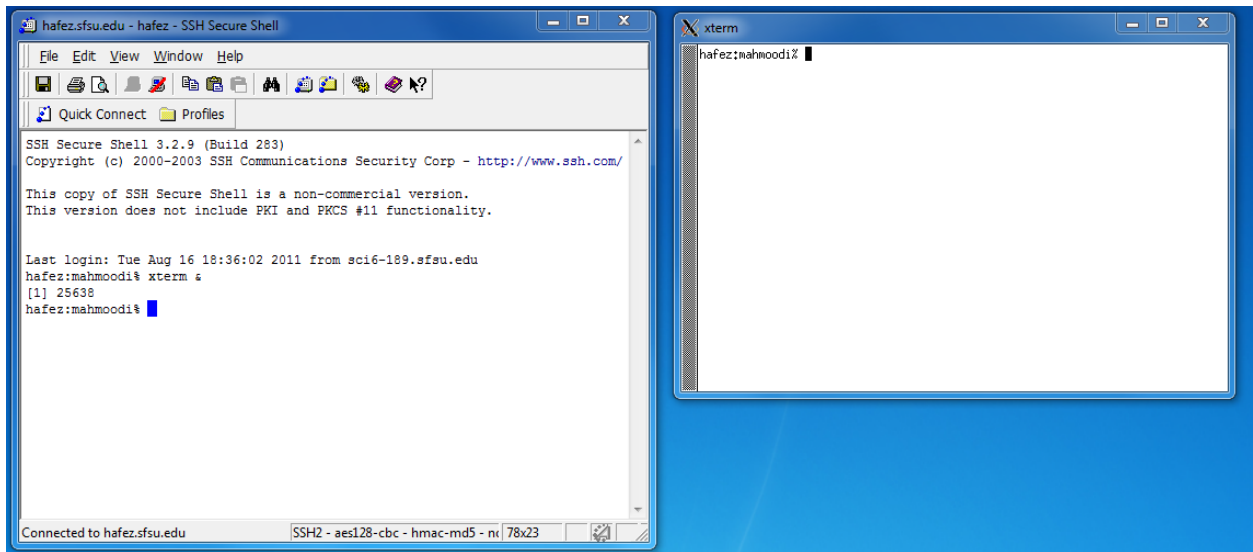 hafez.sfsu.edu - hafez - SSH Secure Shell
File Edit View Window Help
Quick Connect Profiles
SSH Secure Shell 3.2.9 (Build 283)
Copyright (c) 2000-2003 SSH Communications Security Corp - http://www.ssh.com/
This copy of SSH Secure Shell is a non-commercial version.
This version does not include PKI and PKCS #11 functionality.
Last login: Tue Aug 16 18:36:02 2011 from sci6-189.sfsu.edu
hafez:mahmoodi% xterm &
[1] 25638
hafez:mahmoodi%
Connected to hafez.sfsu.edu SSH2 - aes128-cbc - hmac-md5 - 78x23
xterm
hafez:mahmoodi%